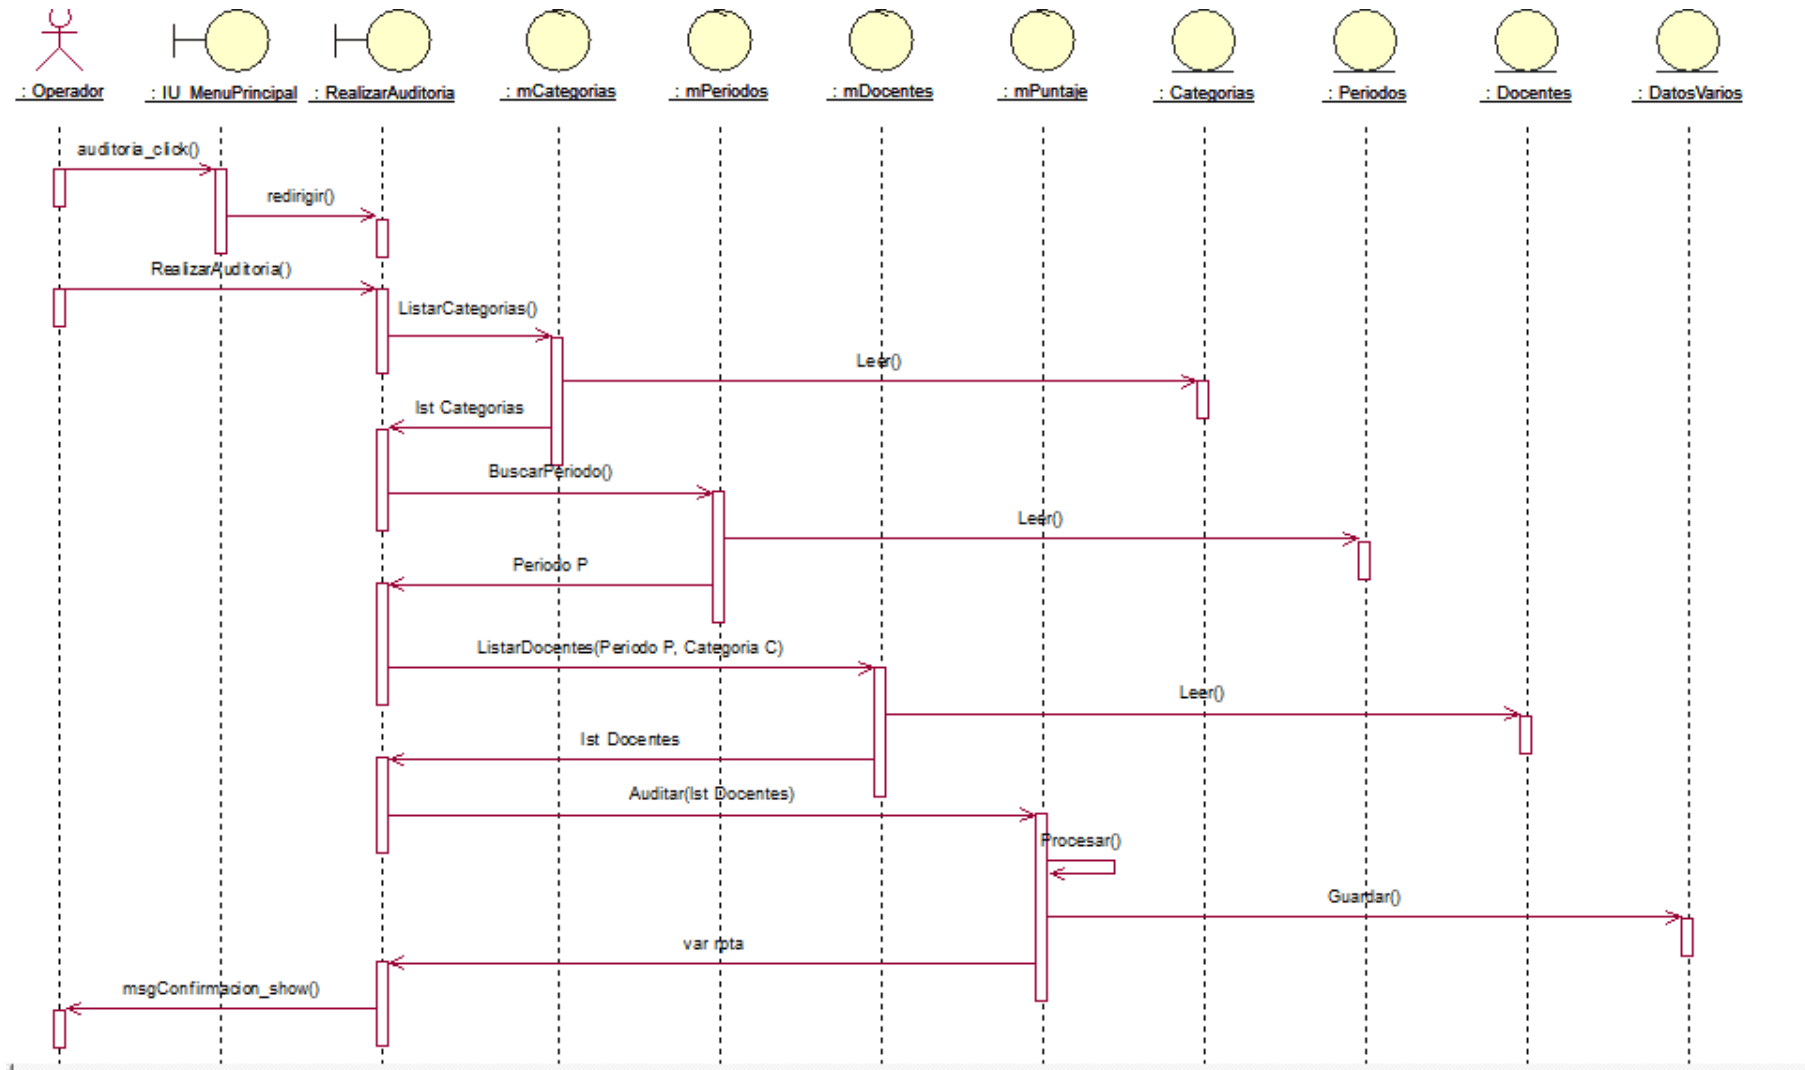 : Operador
: IU_MenuPrincipal
: RealizarAuditoria
: mCategorias
: mPeriodos
: mDocentes
: mPuntaje
: Categorias
: Periodos
: Docentes
: DatosVarios
auditoria_click()
redirigir()
RealizarAuditoria()
ListarCategorias()
Leer()
lst Categorias
BuscarPeriodo()
Leer()
Periodo P
ListarDocentes(Periodo P, Categoria C)
Leer()
lst Docentes
Auditar(lst Docentes)
Procesar()
Guardar()
var rpta
msgConfirmacion_show()